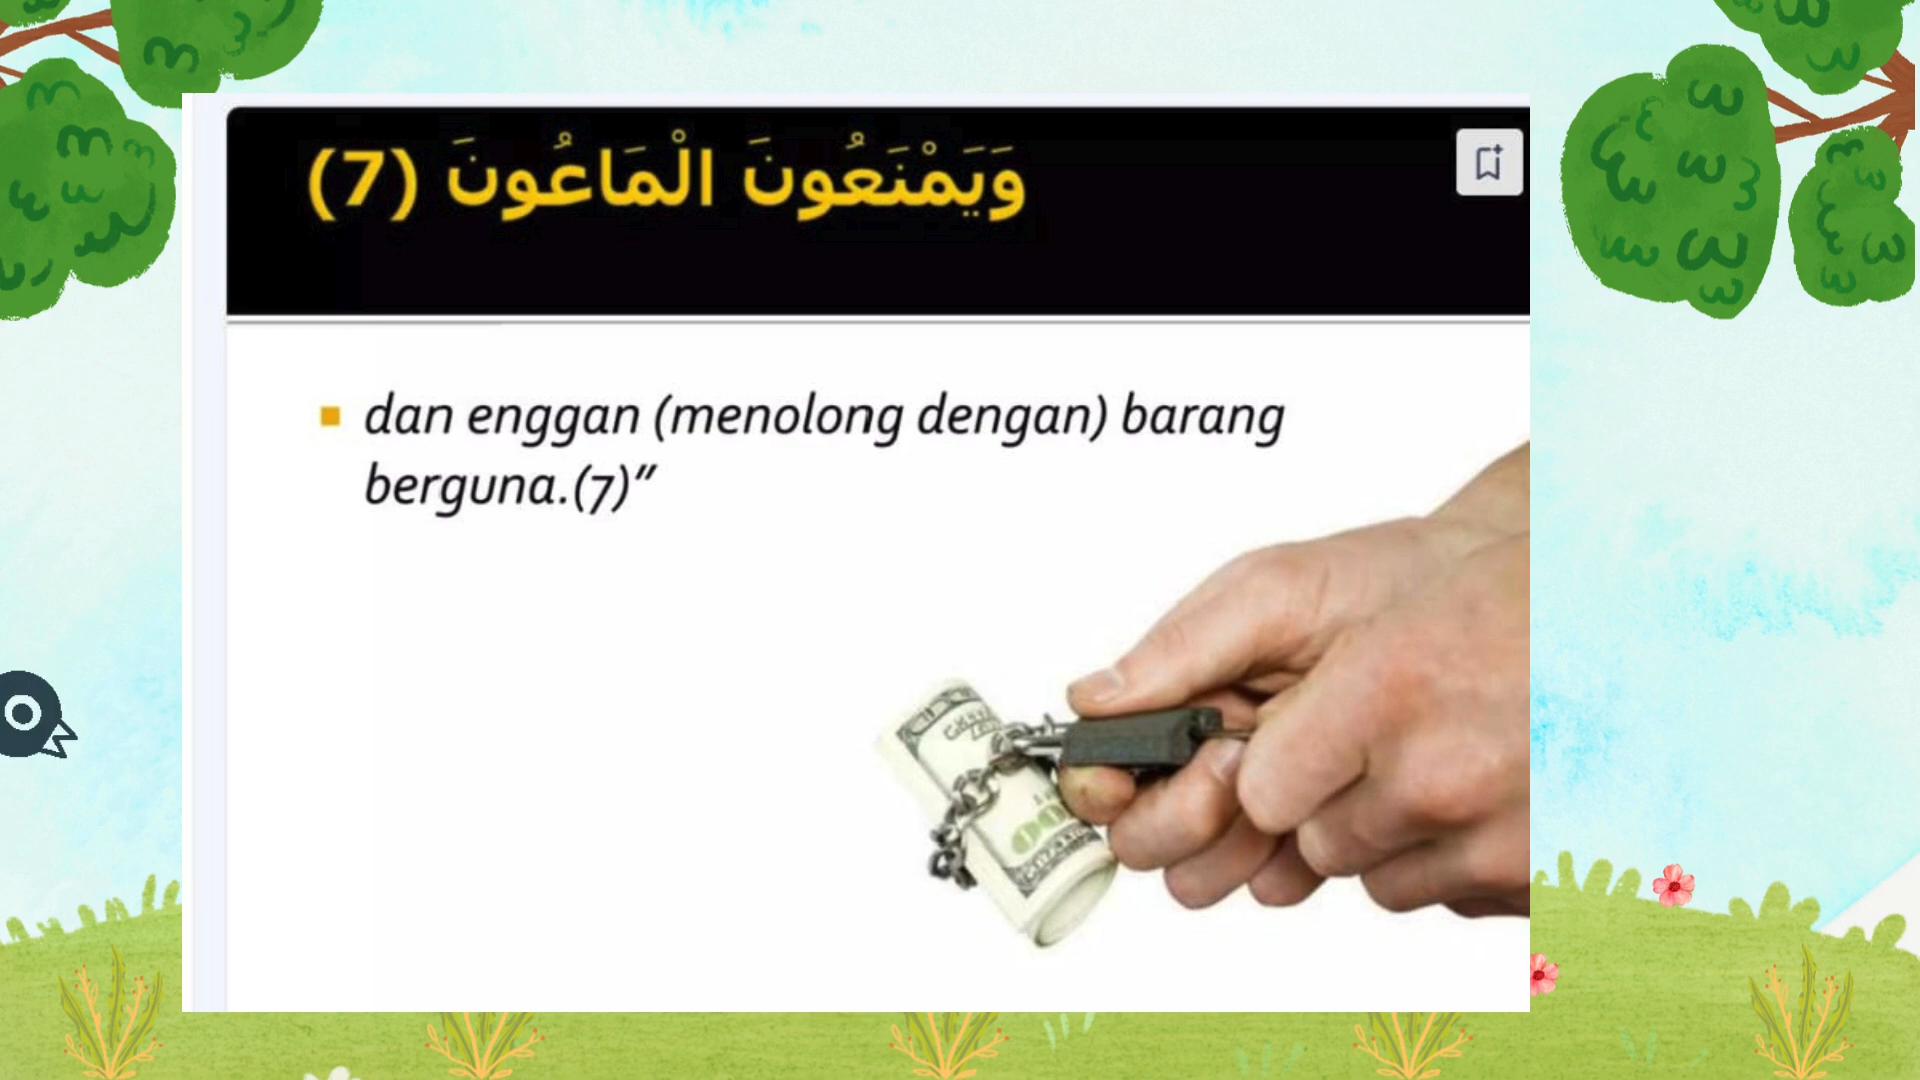 وَيَمْنَعُونَ الْمَاعُونَ (7)
dan enggan (menolong dengan) barang
berguna.(7)"